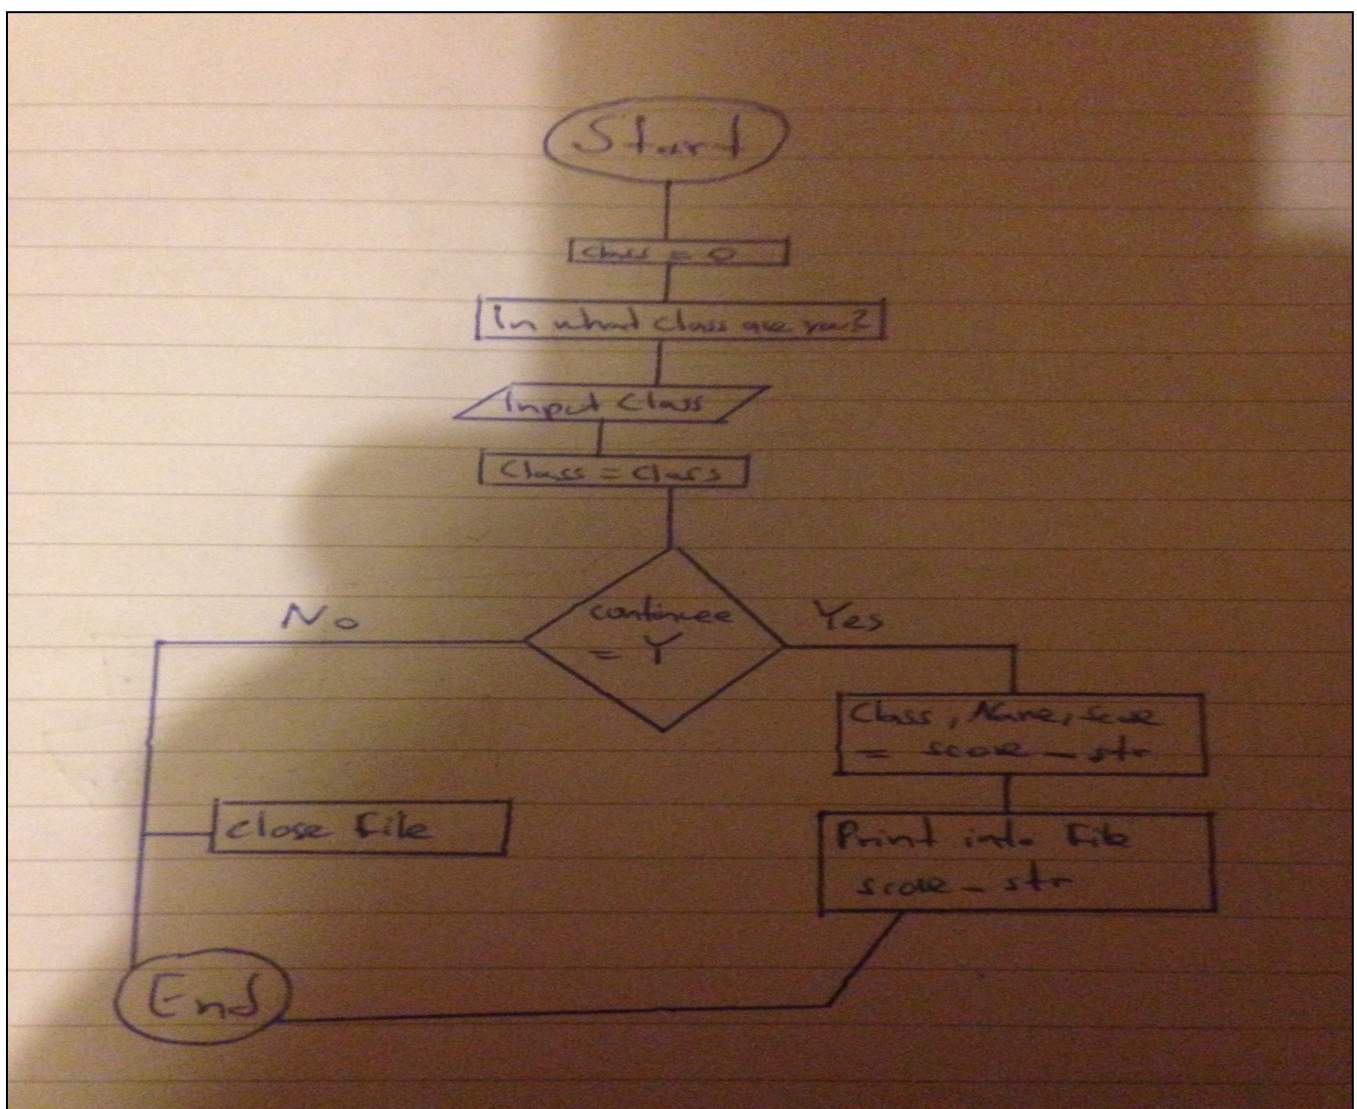 Start
Class = 0
In what class are you?
Input Class
Class = Class
No
continuee
= Y
Yes
Class, Name, score
= score_str
Close File
Print into File
score_str
End